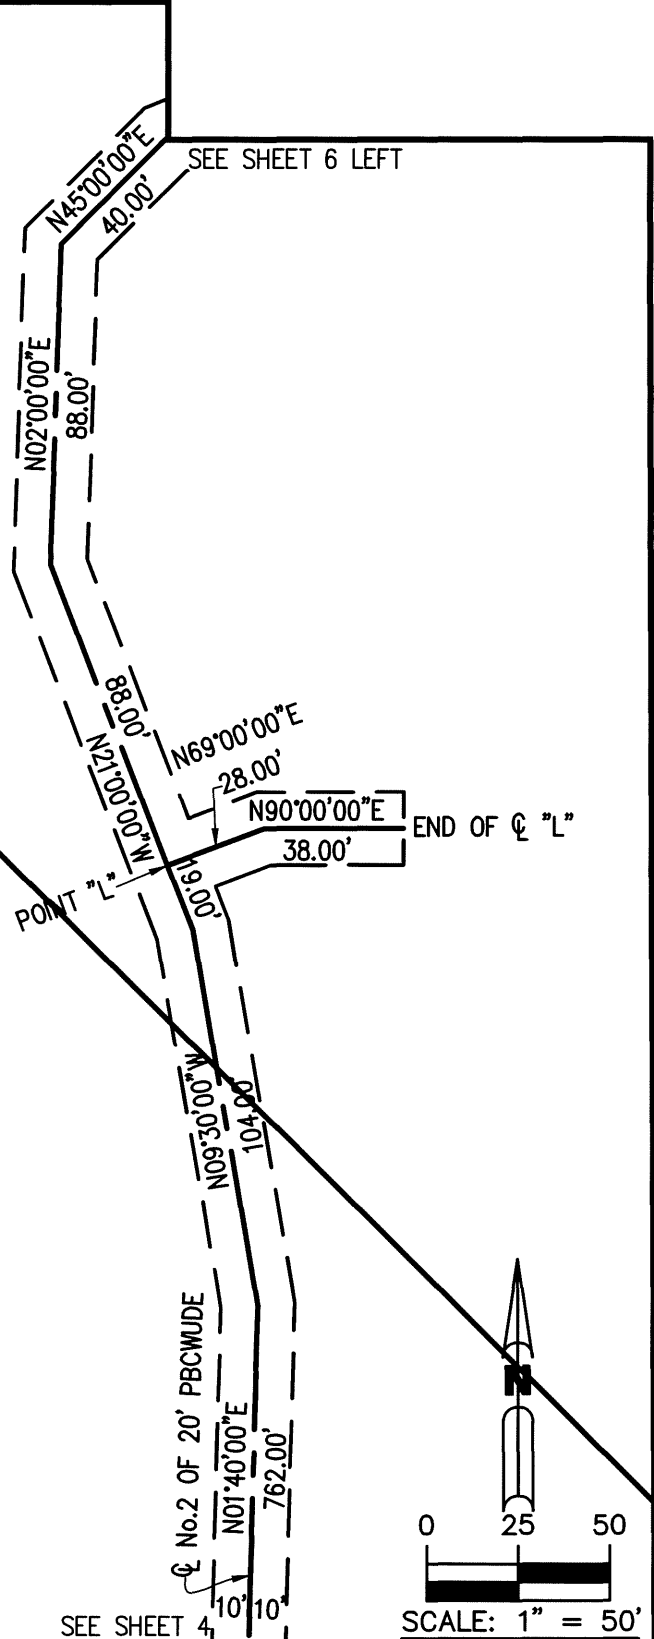 N45°00'00"E
SEE SHEET 6 LEFT
40.00'
N02°00'00"E
88.00'
88.00'
N69°00'00"E
N21°00'00"W
28.00'
N90°00'00"E
END OF ℄ "L"
38.00'
POINT "L"
19.00'
N09°30'00"W
104.00'
℄ No.2 OF 20' PBCWUDE
N01°40'00"E
762.00'
N
0 25 50
10' 10'
SEE SHEET 4
SCALE: 1" = 50'